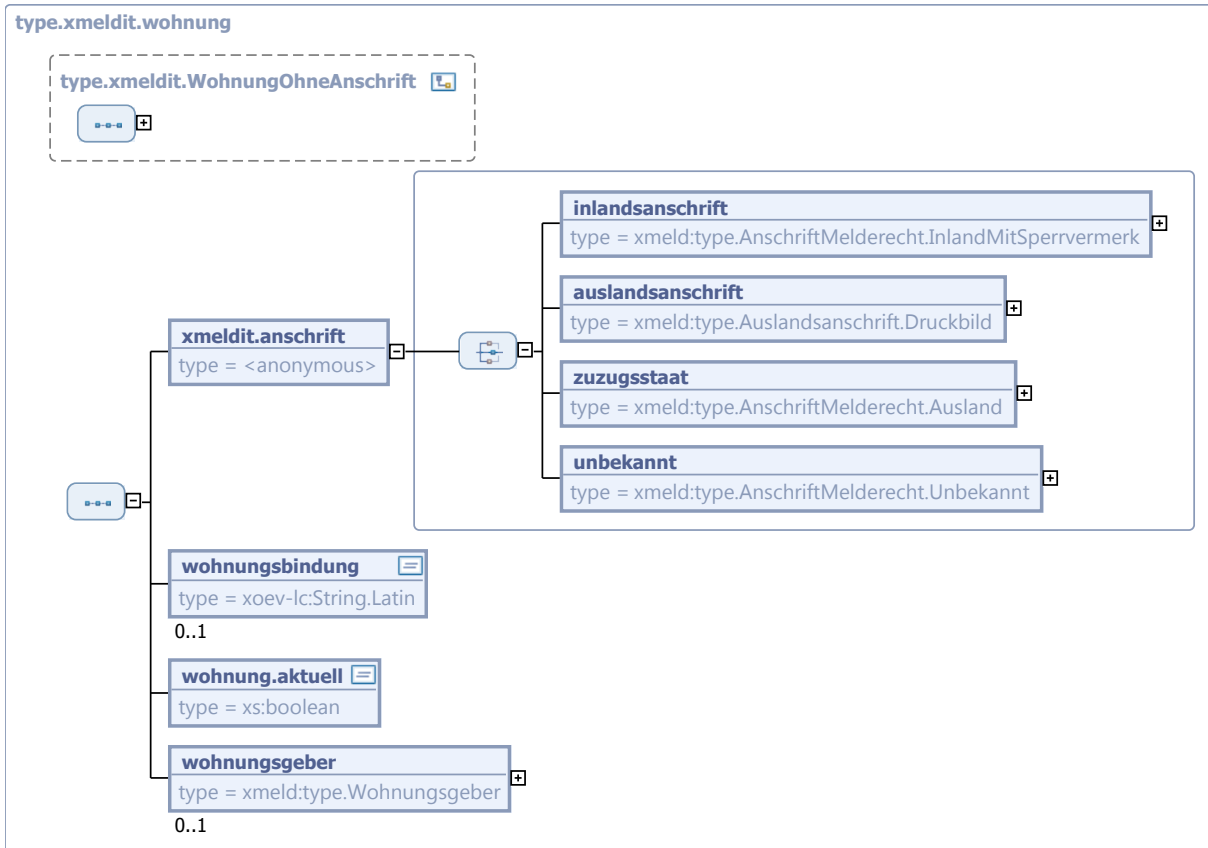 type.xmeldit.wohnung
type.xmeldit.WohnungOhneAnschrift
inlandsanschrift
type = xmeld:type.AnschriftMelderecht.InlandMitSperrvermerk
auslandsanschrift
type = xmeld:type.Auslandsanschrift.Druckbild
xmeldit.anschrift
type = <anonymous>
zuzugsstaat
type = xmeld:type.AnschriftMelderecht.Ausland
unbekannt
type = xmeld:type.AnschriftMelderecht.Unbekannt
wohnungsbindung
type = xoev-lc:String.Latin
0..1
wohnung.aktuell
type = xs:boolean
wohnungsgeber
type = xmeld:type.Wohnungsgeber
0..1